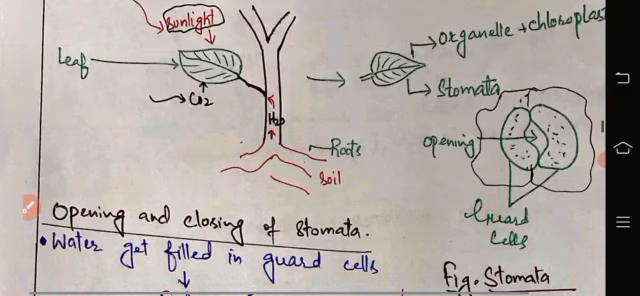 Sunlight
Organelle → chloroplast
Leaf
Stomata
CO2
H2O
opening
Roots
Soil
Guard
cells
Opening and closing of Stomata.
• Water get filled in guard cells
fig. Stomata